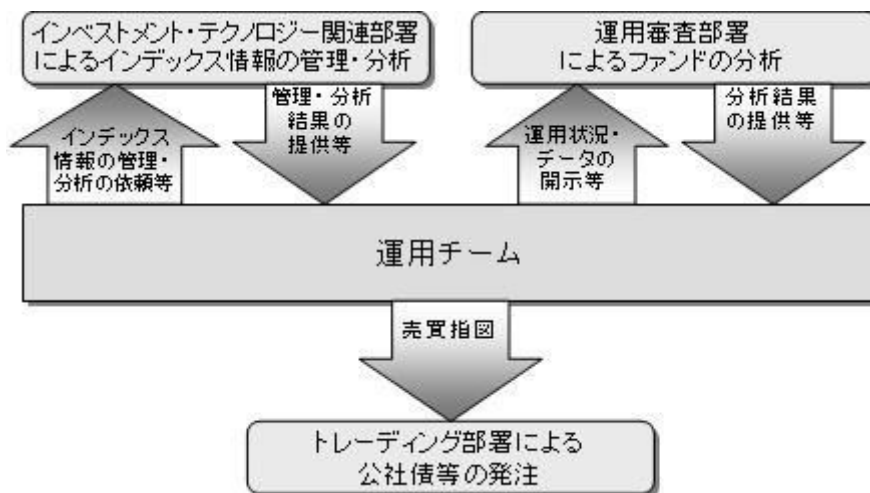 インベストメント・テクノロジー関連部署
によるインデックス情報の管理・分析
運用審査部署
によるファンドの分析
インデックス
情報の管理・
分析の依頼等
管理・分析
結果の
提供等
運用状況・
データの
開示等
分析結果
の提供等
運用チーム
売買指図
トレーディング部署による
公社債等の発注